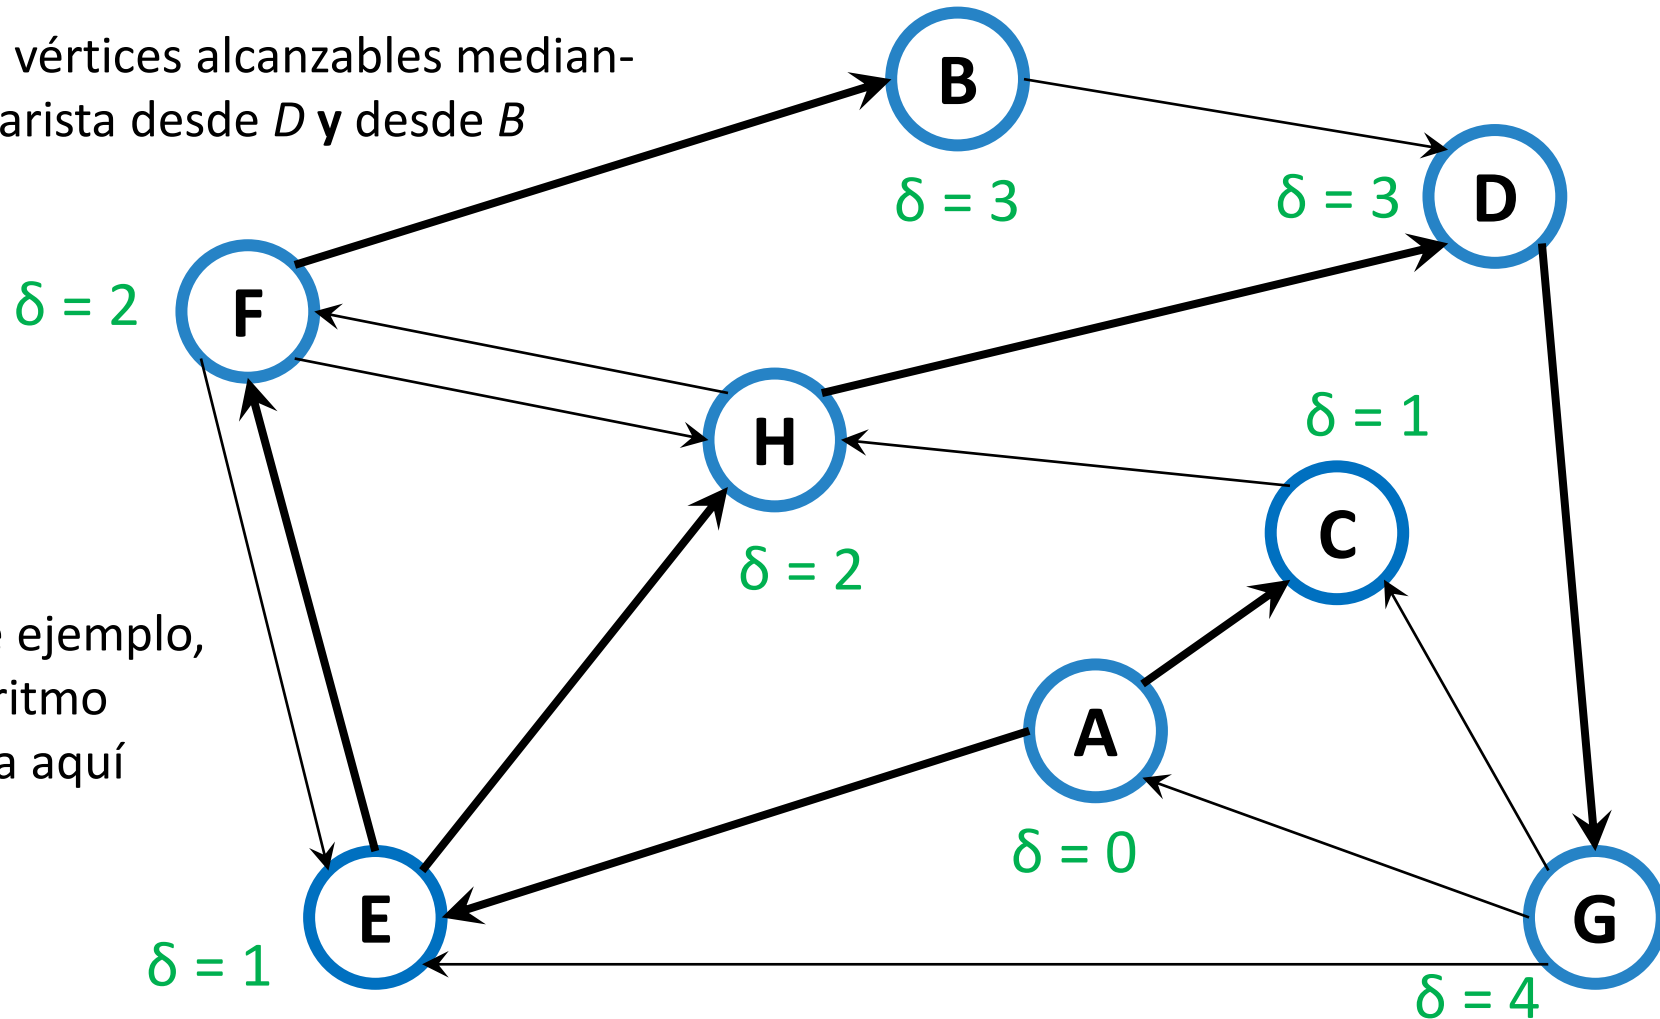 vértices alcanzables median-
arista desde D y desde B
B
δ = 3
δ = 3
D
δ = 2
F
H
δ = 2
δ = 1
C
ejemplo,
ritmo
a aquí
A
δ = 0
E
δ = 1
G
δ = 4